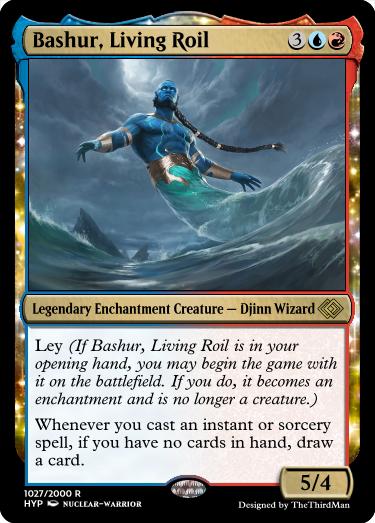 Bashur, Living Roil 3
Legendary Enchantment Creature — Djinn Wizard
Ley (If Bashur, Living Roil is in your
opening hand, you may begin the game with
it on the battlefield. If you do, it becomes an
enchantment and is no longer a creature.)
Whenever you cast an instant or sorcery
spell, if you have no cards in hand, draw
a card.
5/4
1027/2000 R
HYP NUCLEAR-WARRIOR
Designed by TheThirdMan